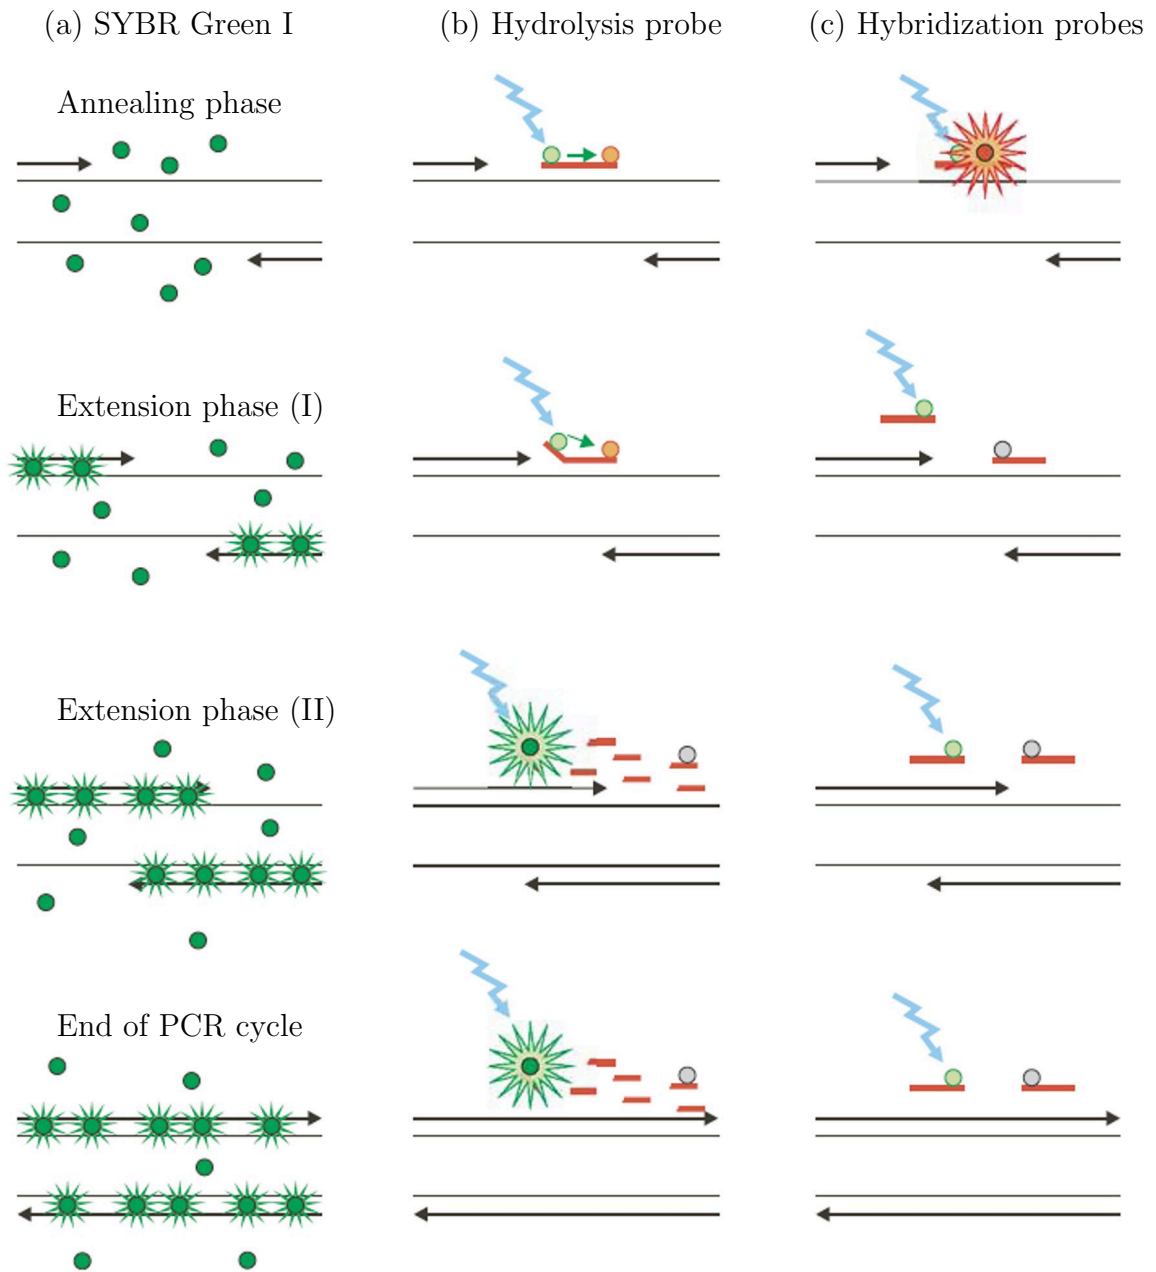 (a) SYBR Green I
(b) Hydrolysis probe
(c) Hybridization probes
Annealing phase
Extension phase (I)
Extension phase (II)
End of PCR cycle